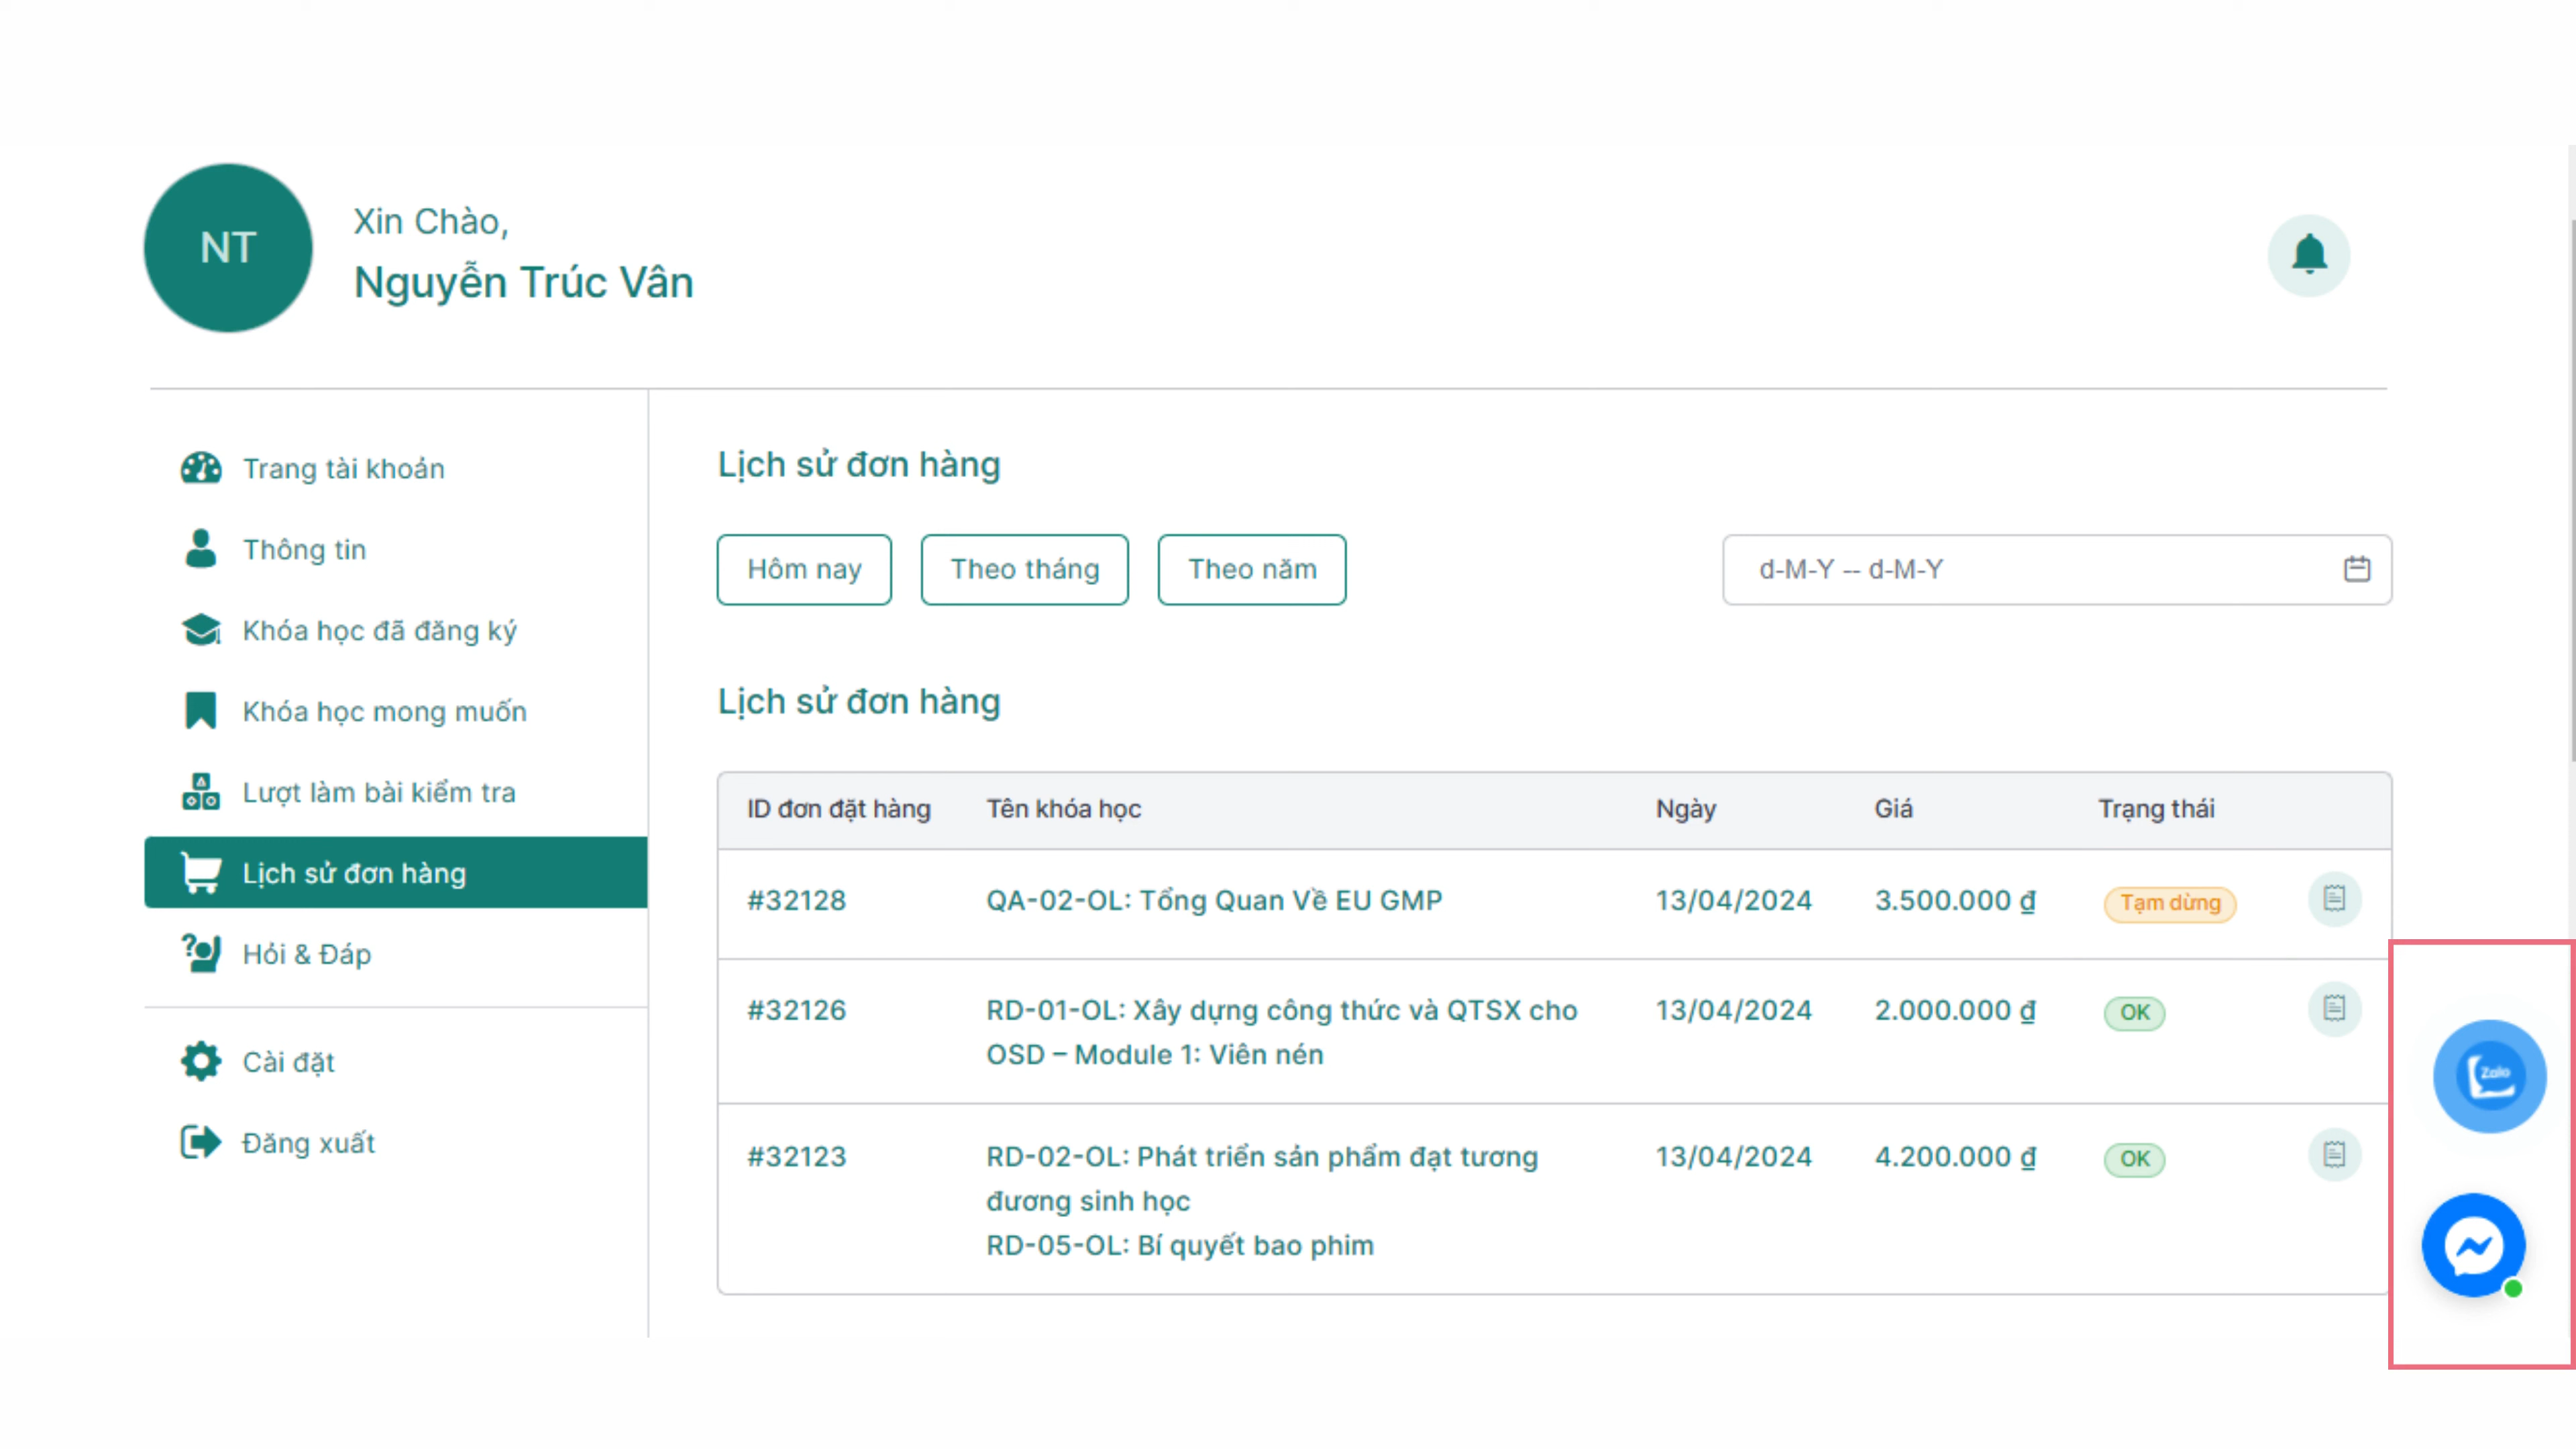 NT
Xin Chào,
Nguyễn Trúc Vân
Trang tài khoản
Thông tin
Khóa học đã đăng ký
Khóa học mong muốn
Lượt làm bài kiểm tra
Lịch sử đơn hàng
Hỏi & Đáp
Cài đặt
Đăng xuất
Lịch sử đơn hàng
Hôm nay Theo tháng Theo năm d-M-Y -- d-M-Y
Lịch sử đơn hàng
ID đơn đặt hàng Tên khóa học Ngày Giá Trạng thái
#32128 QA-02-OL: Tổng Quan Về EU GMP 13/04/2024 3.500.000 ₫ Tạm dừng
#32126 RD-01-OL: Xây dựng công thức và QTSX cho 13/04/2024 2.000.000 ₫ OK
OSD – Module 1: Viên nén
#32123 RD-02-OL: Phát triển sản phẩm đạt tương 13/04/2024 4.200.000 ₫ OK
đương sinh học
RD-05-OL: Bí quyết bao phim
Zalo